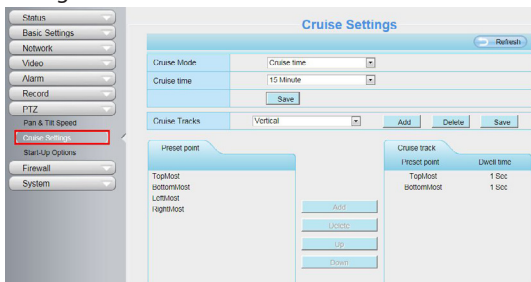 Status
Basic Settings
Network
Video
Alarm
Record
PTZ
Pan & Tilt Speed
Cruise Settings
Start-Up Options
Firewall
System
Cruise Settings
Refresh
Cruise Mode Cruise time
Cruise time 15 Minute
Save
Cruise Tracks Vertical Add Delete Save
Preset point
TopMost
BottomMost
LeftMost
RightMost
Add
Delete
Up
Down
Cruise track
Preset point Dwell time
TopMost 1 Sec
BottomMost 1 Sec